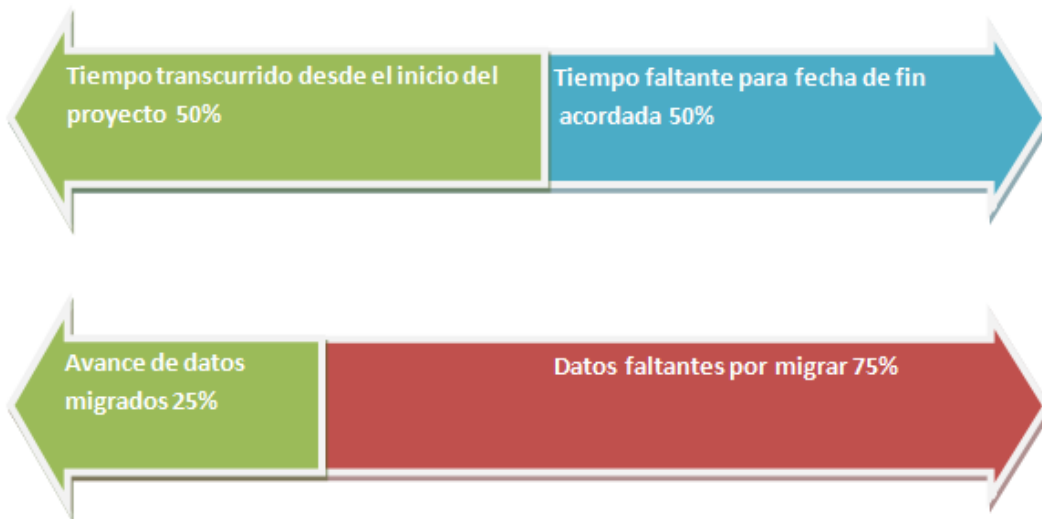 Tiempo transcurrido desde el inicio del
proyecto 50%
Tiempo faltante para fecha de fin
acordada 50%
Avance de datos
migrados 25%
Datos faltantes por migrar 75%